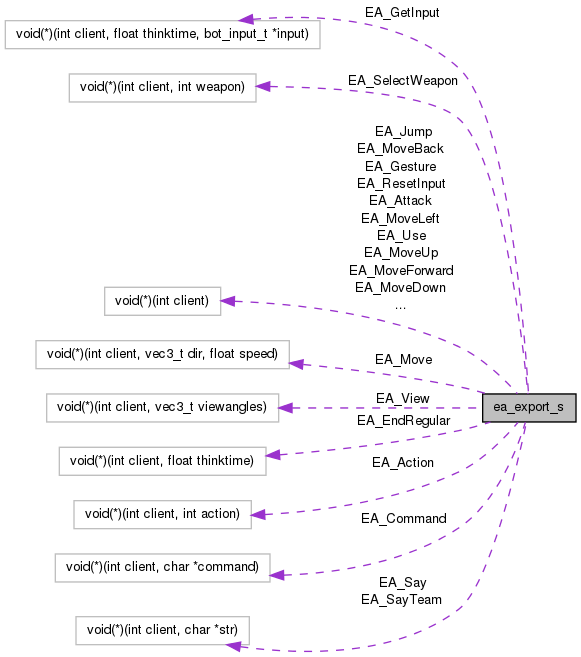 EA_GetInput
void(*)(int client, float thinktime, bot_input_t *input)
EA_SelectWeapon
void(*)(int client, int weapon)
EA_Jump
EA_MoveBack
EA_Gesture
EA_ResetInput
EA_Attack
EA_MoveLeft
EA_Use
EA_MoveUp
EA_MoveForward
EA_MoveDown
...
void(*)(int client)
void(*)(int client, vec3_t dir, float speed)
EA_Move
EA_View
void(*)(int client, vec3_t viewangles)
ea_export_s
EA_EndRegular
void(*)(int client, float thinktime)
EA_Action
void(*)(int client, int action)
EA_Command
void(*)(int client, char *command)
EA_Say
EA_SayTeam
void(*)(int client, char *str)